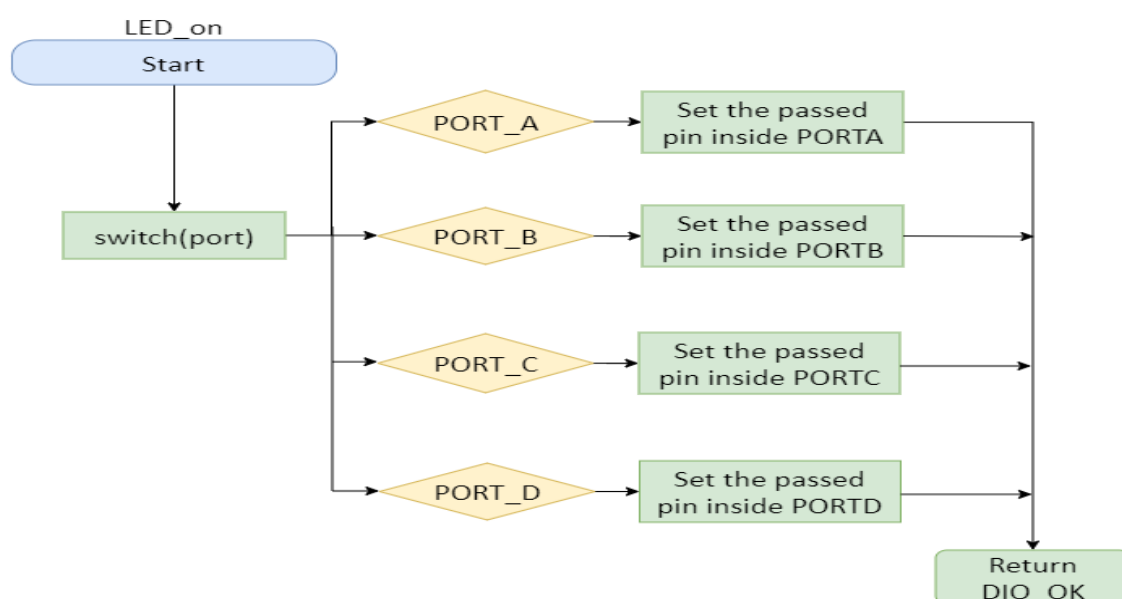 LED_on
Start
switch(port)
PORT_A
Set the passed
pin inside PORTA
PORT_B
Set the passed
pin inside PORTB
PORT_C
Set the passed
pin inside PORTC
PORT_D
Set the passed
pin inside PORTD
Return
DIO_OK